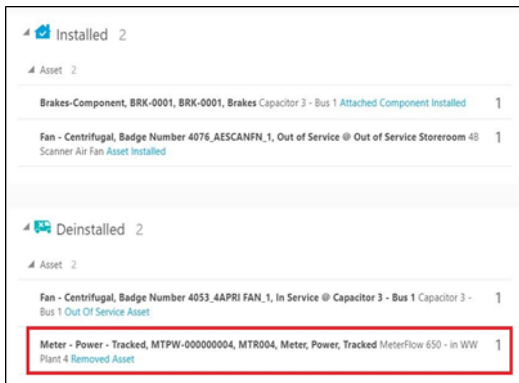 Installed 2
Asset 2
Brakes-Component, BRK-0001, BRK-0001, Brakes Capacitor 3 - Bus 1 Attached Component Installed 1
Fan - Centrifugal, Badge Number 4076_AESCANFN_1, Out of Service @ Out of Service Storeroom 4B 1
Scanner Air Fan Asset Installed
Deinstalled 2
Asset 2
Fan - Centrifugal, Badge Number 4053_4APRI FAN_1, In Service @ Capacitor 3 - Bus 1 Capacitor 3 - 1
Bus 1 Out Of Service Asset
Meter - Power - Tracked, MTPW-000000004, MTR004, Meter, Power, Tracked MeterFlow 650 - in WW 1
Plant 4 Removed Asset